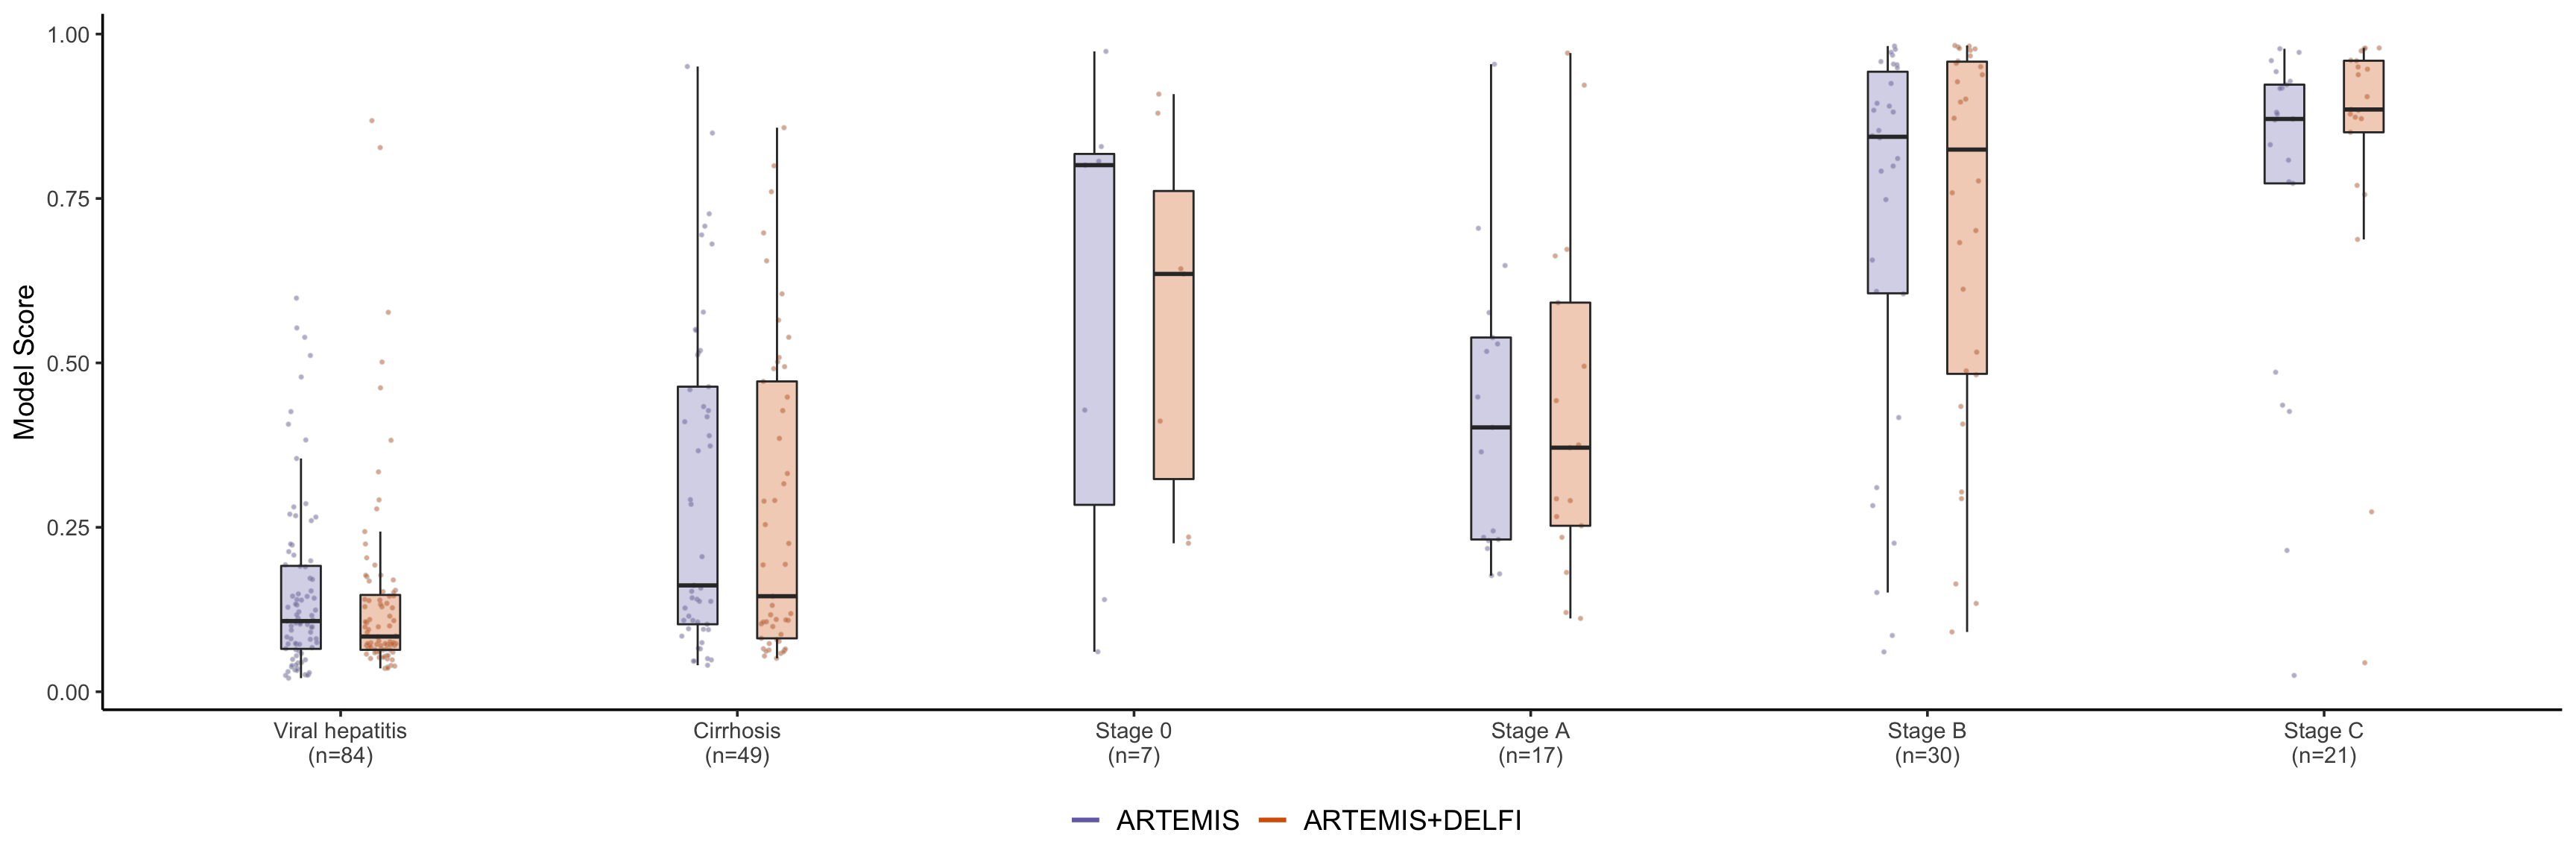 Model Score
1.00
0.75
0.50
0.25
0.00
Viral hepatitis
(n=84)
Cirrhosis
(n=49)
Stage 0
(n=7)
Stage A
(n=17)
Stage B
(n=30)
Stage C
(n=21)
ARTEMIS
ARTEMIS+DELFI